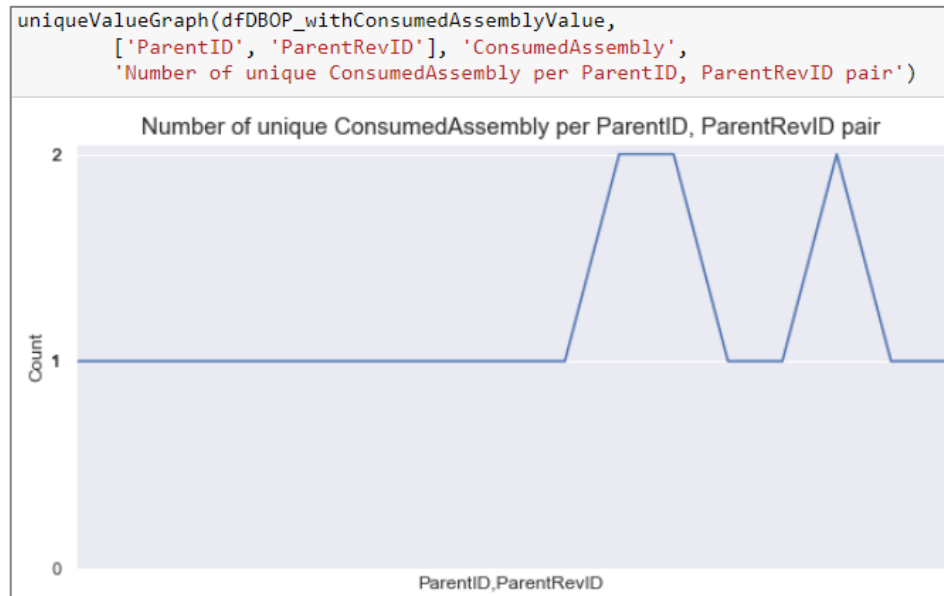 uniqueValueGraph(dfDBOP_withConsumedAssemblyValue,
['ParentID', 'ParentRevID'], 'ConsumedAssembly',
'Number of unique ConsumedAssembly per ParentID, ParentRevID pair')
Number of unique ConsumedAssembly per ParentID, ParentRevID pair
2
Count
1
0
ParentID,ParentRevID